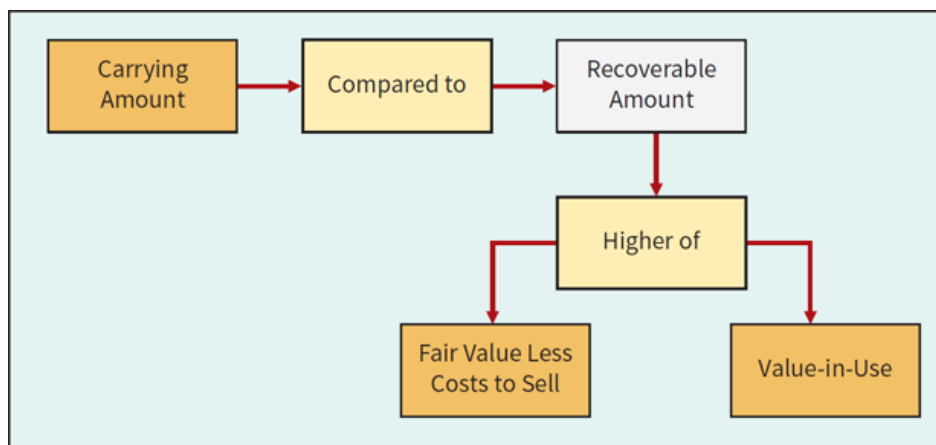 Carrying
Amount
Compared to
Recoverable
Amount
Higher of
Fair Value Less
Costs to Sell
Value-in-Use